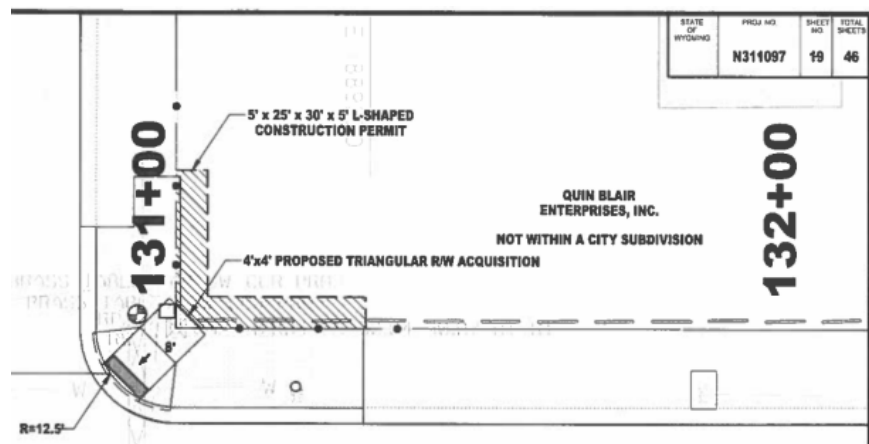 STATE
OF
WYOMING
PROJ NO.
N311097
SHEET
NO.
19
TOTAL
SHEETS
46
5' x 25' x 30' x 5' L-SHAPED
CONSTRUCTION PERMIT
131+00
132+00
QUIN BLAIR
ENTERPRISES, INC.
NOT WITHIN A CITY SUBDIVISION
4'x4' PROPOSED TRIANGULAR R/W ACQUISITION
R=12.5'